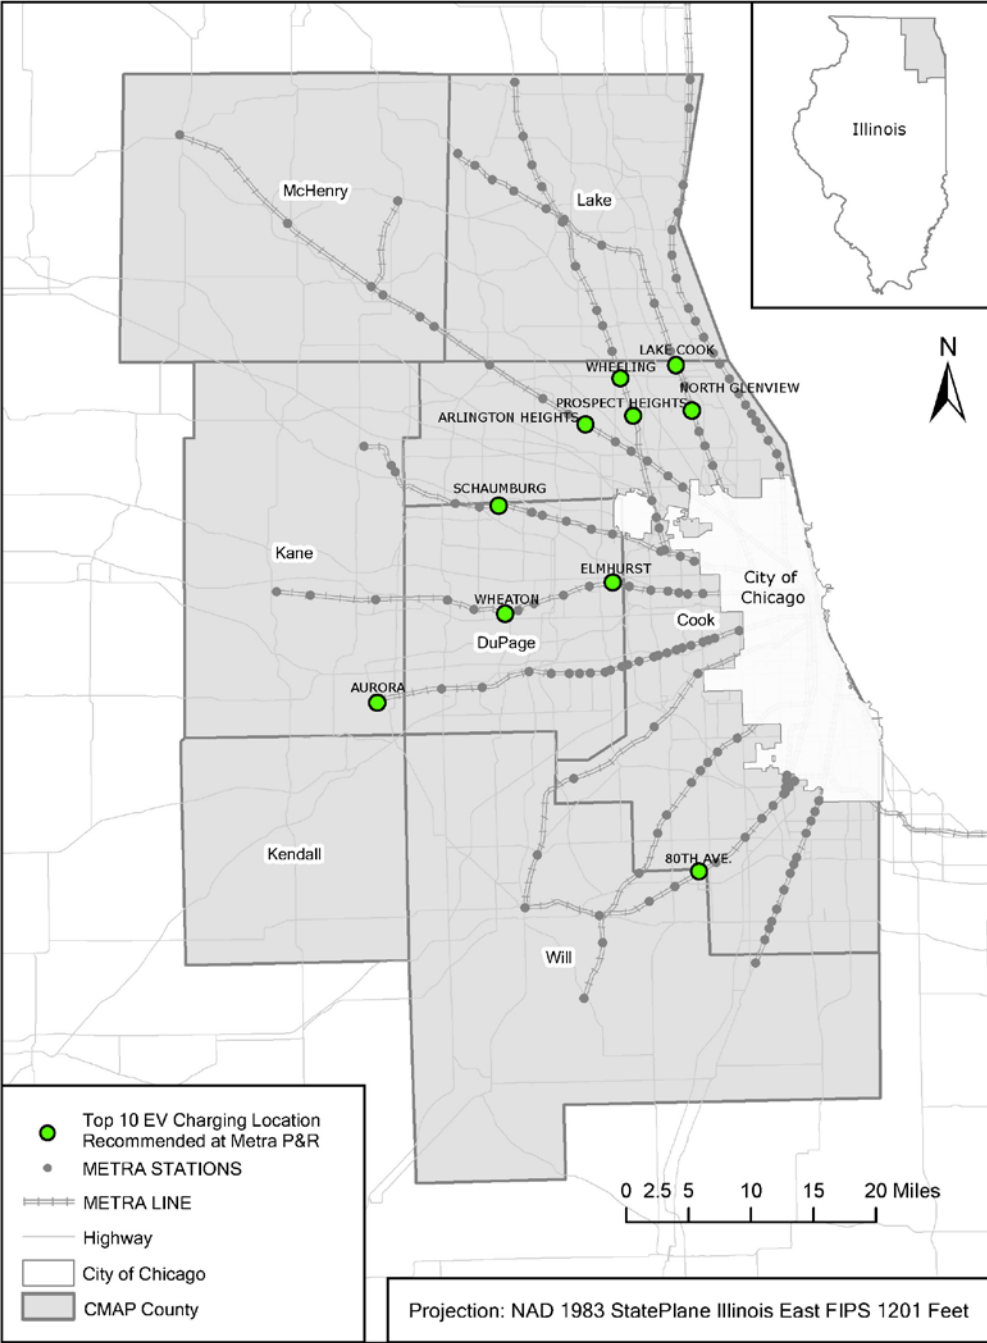 Illinois
McHenry
Lake
N
LAKE COOK
WHEELING
NORTH GLENVIEW
PROSPECT HEIGHTS
ARLINGTON HEIGHTS
SCHAUMBURG
Kane
ELMHURST
City of
Chicago
WHEATON
Cook
DuPage
AURORA
Kendall
80TH AVE.
Will
Top 10 EV Charging Location
Recommended at Metra P&R
METRA STATIONS
METRA LINE
Highway
City of Chicago
CMAP County
0 2.5 5 10 15 20 Miles
Projection: NAD 1983 StatePlane Illinois East FIPS 1201 Feet